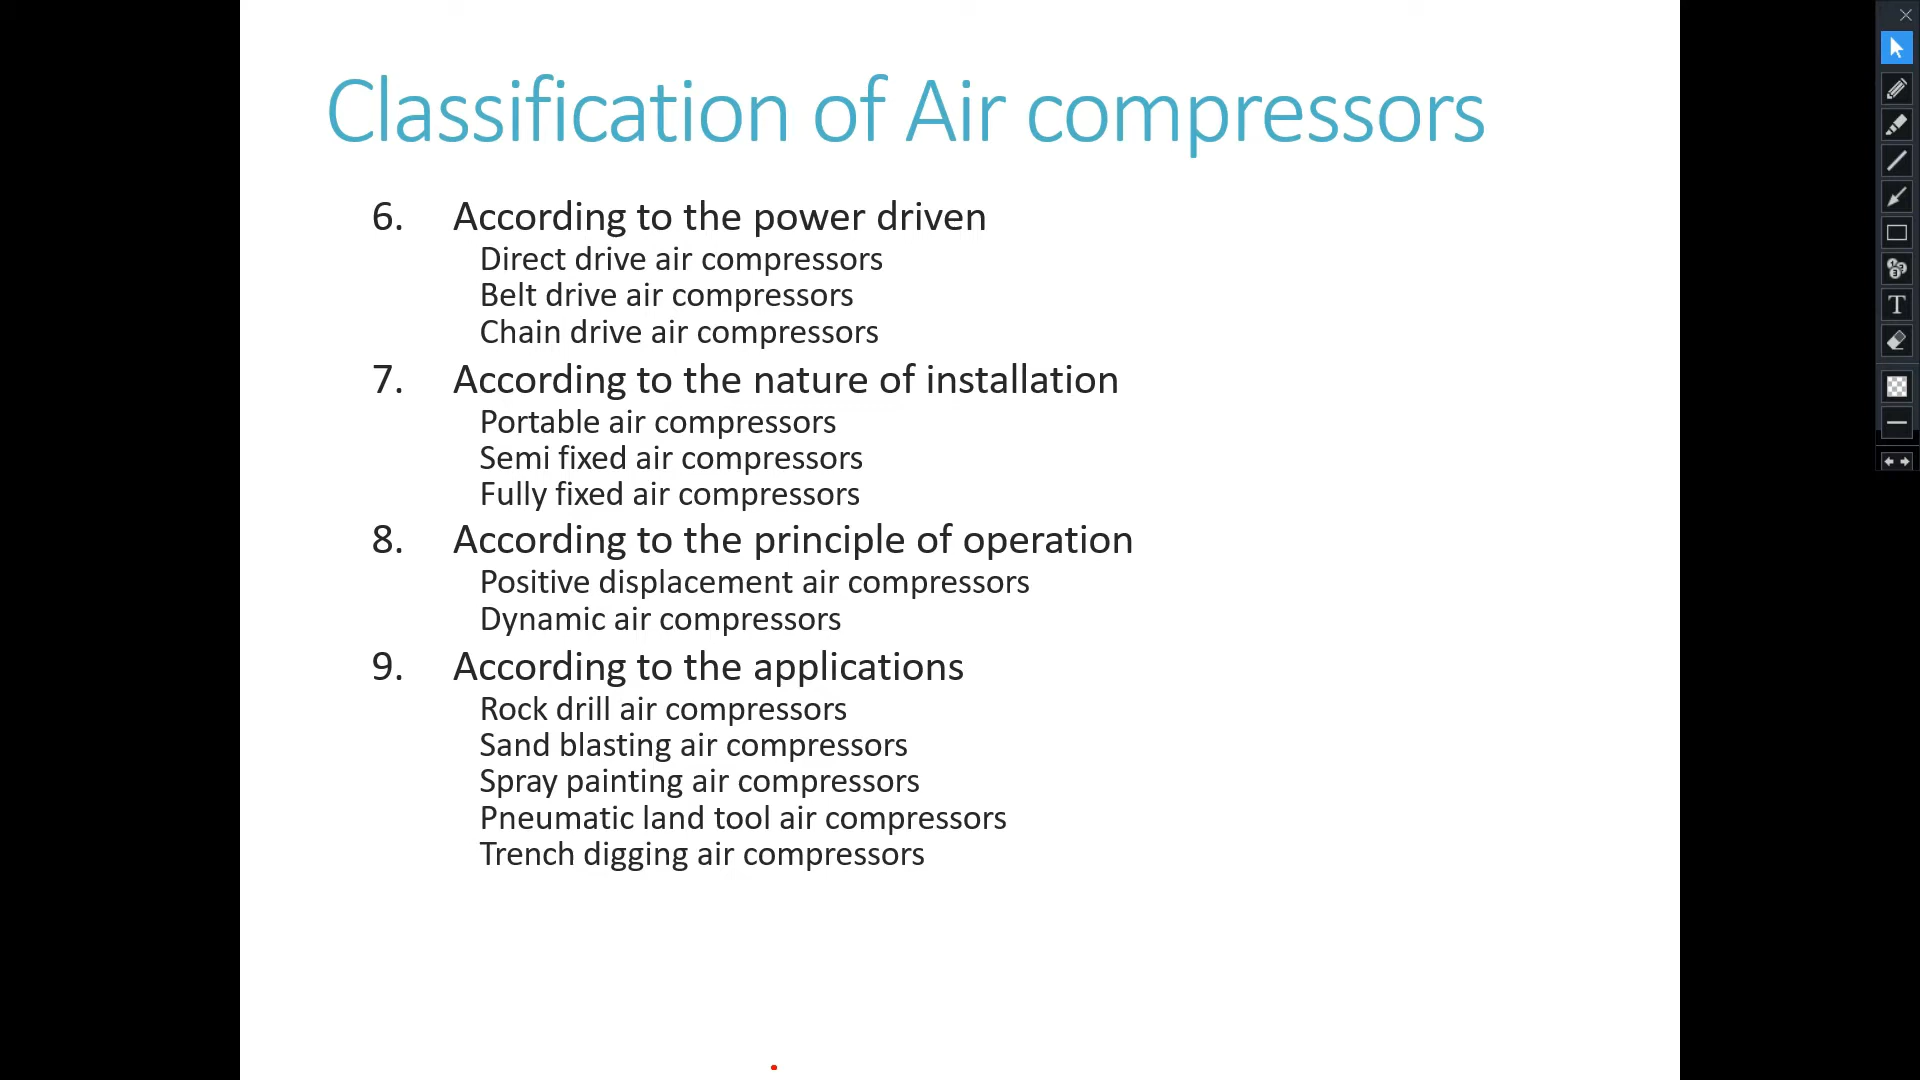 Classification of Air compressors
6. According to the power driven
Direct drive air compressors
Belt drive air compressors
Chain drive air compressors
7. According to the nature of installation
Portable air compressors
Semi fixed air compressors
Fully fixed air compressors
8. According to the principle of operation
Positive displacement air compressors
Dynamic air compressors
9. According to the applications
Rock drill air compressors
Sand blasting air compressors
Spray painting air compressors
Pneumatic land tool air compressors
Trench digging air compressors
T